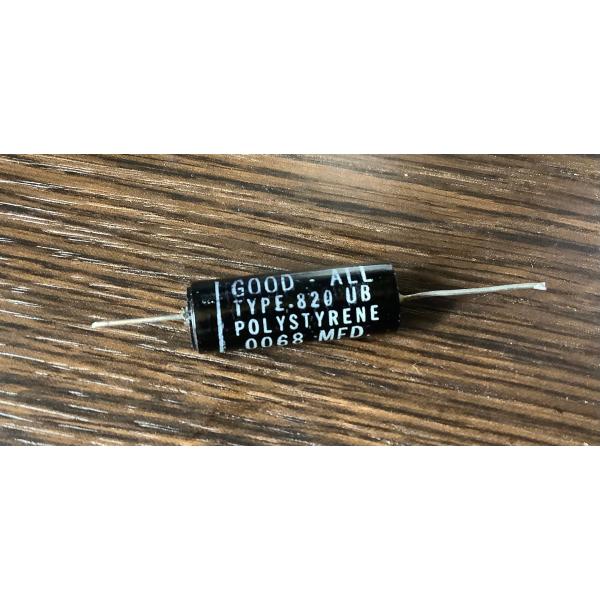 GOOD - ALL
TYPE.820 UB
POLYSTYRENE
.0068 MFD.